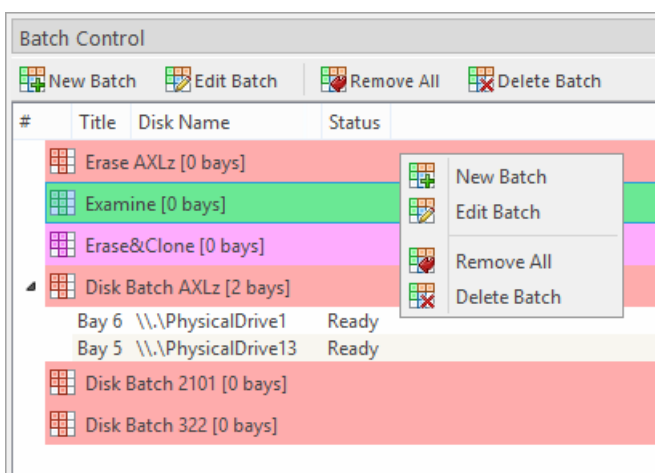 Batch Control
New Batch Edit Batch Remove All Delete Batch
# Title Disk Name Status
Erase AXLz [0 bays]
Examine [0 bays]
Erase&Clone [0 bays]
Disk Batch AXLz [2 bays]
Bay 6 \\.\PhysicalDrive1 Ready
Bay 5 \\.\PhysicalDrive13 Ready
Disk Batch 2101 [0 bays]
Disk Batch 322 [0 bays]
New Batch
Edit Batch
Remove All
Delete Batch